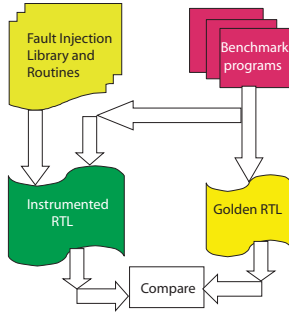 Fault Injection
Library and
Routines
Benchmark
programs
Instrumented
RTL
Golden RTL
Compare